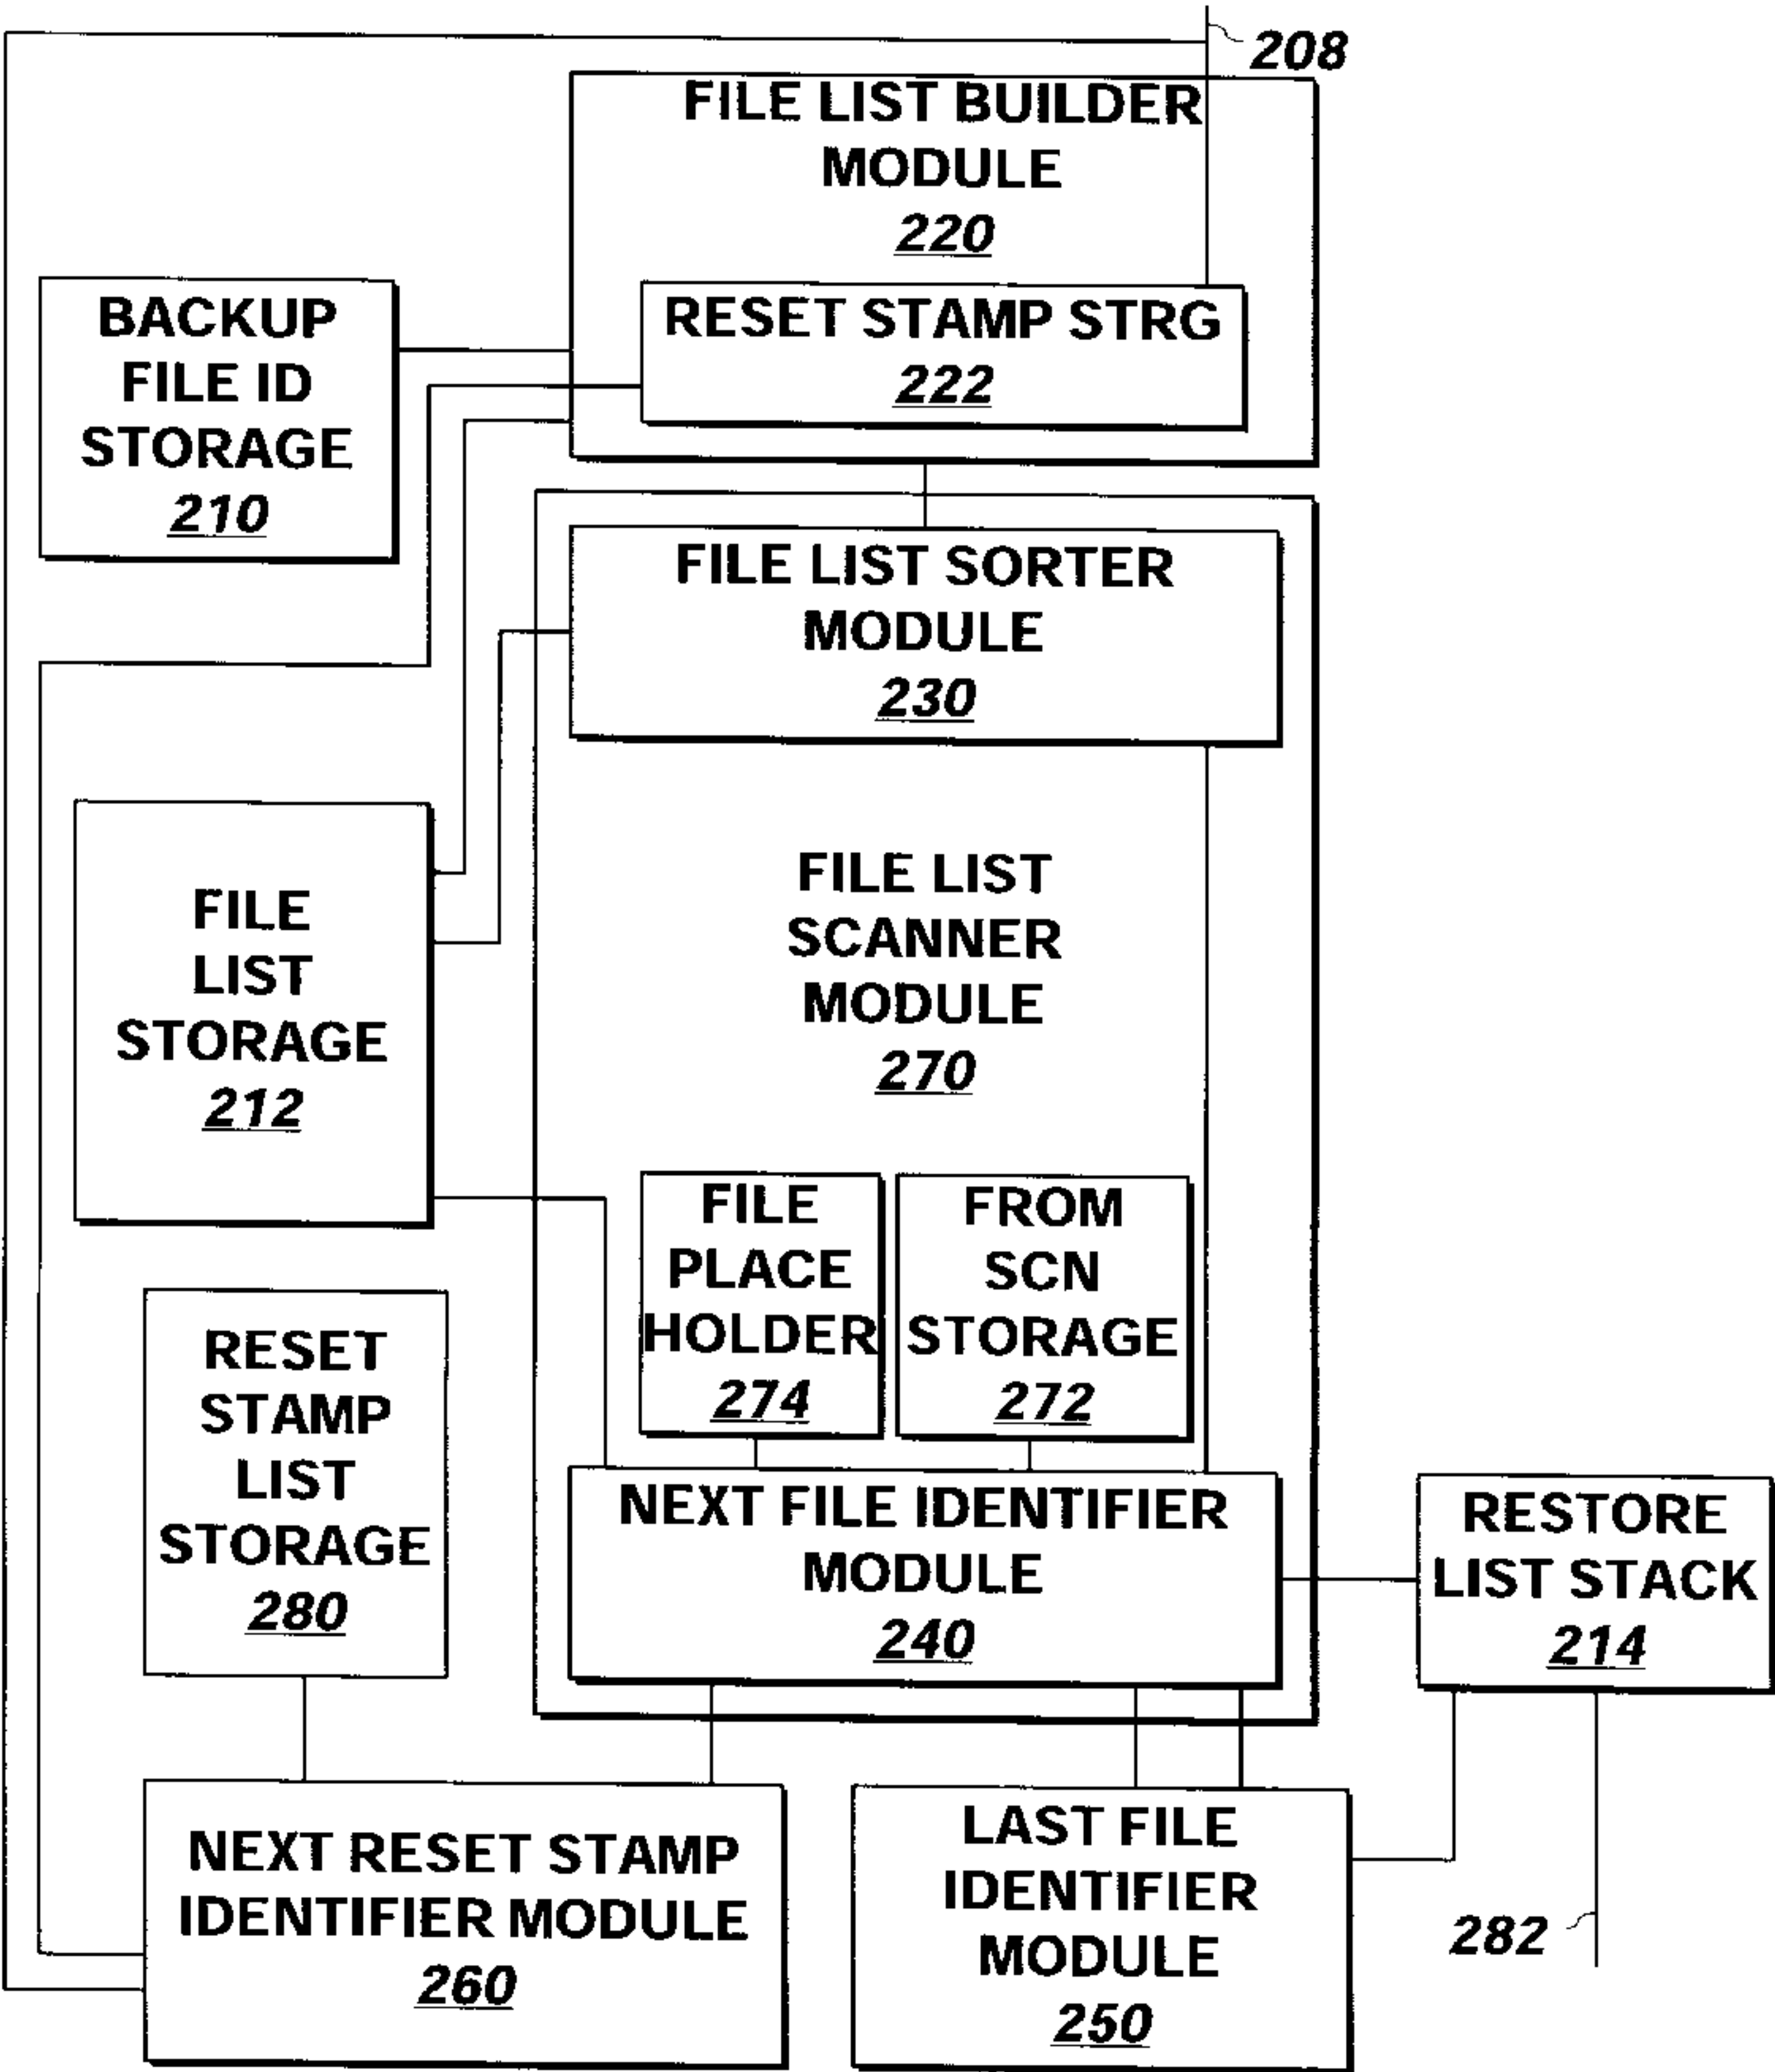 208
FILE LIST BUILDER
MODULE
220
RESET STAMP STRG
222
BACKUP
FILE ID
STORAGE
210
FILE LIST SORTER
MODULE
230
FILE
LIST
STORAGE
212
FILE LIST
SCANNER
MODULE
270
FILE
PLACE
HOLDER
274
FROM
SCN
STORAGE
272
RESET
STAMP
LIST
STORAGE
280
NEXT FILE IDENTIFIER
MODULE
240
RESTORE
LIST STACK
214
NEXT RESET STAMP
IDENTIFIER MODULE
260
LAST FILE
IDENTIFIER
MODULE
250
282